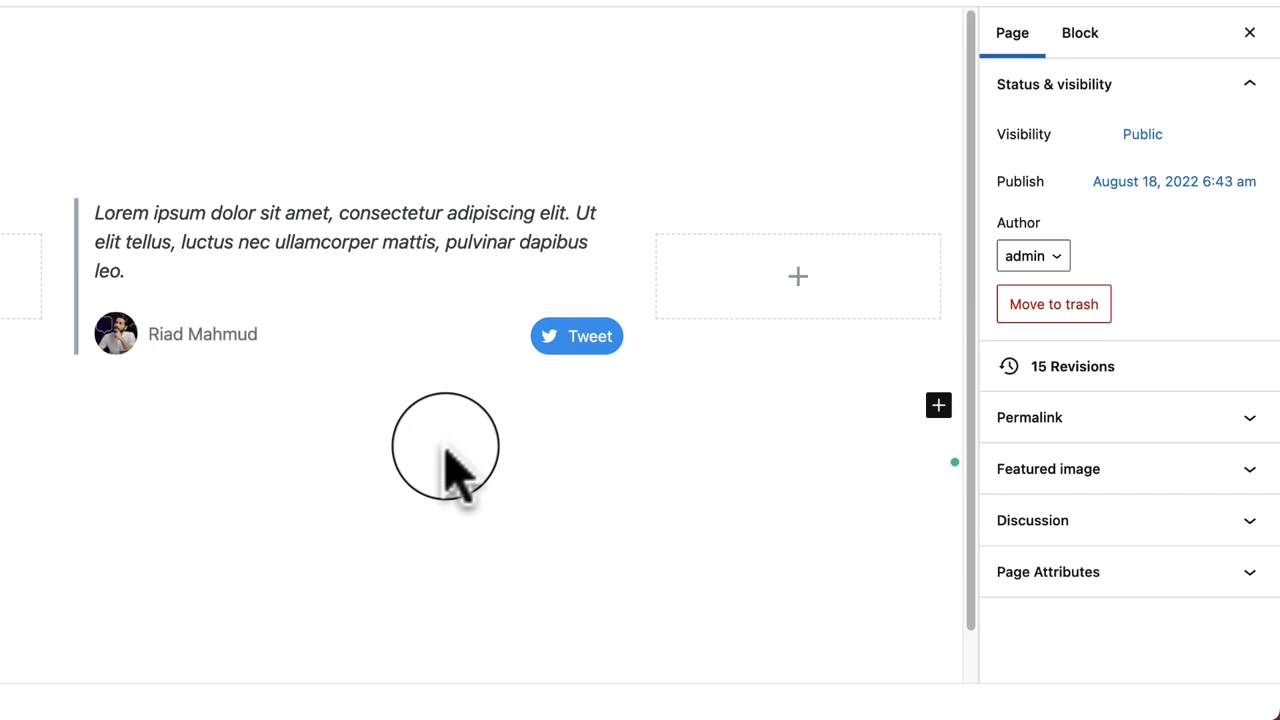 Page Block
Status & visibility
Visibility Public
Publish August 18, 2022 6:43 am
Author
admin
Move to trash
15 Revisions
Permalink
Featured image
Discussion
Page Attributes
Lorem ipsum dolor sit amet, consectetur adipiscing elit. Ut
elit tellus, luctus nec ullamcorper mattis, pulvinar dapibus
leo.
Riad Mahmud
Tweet